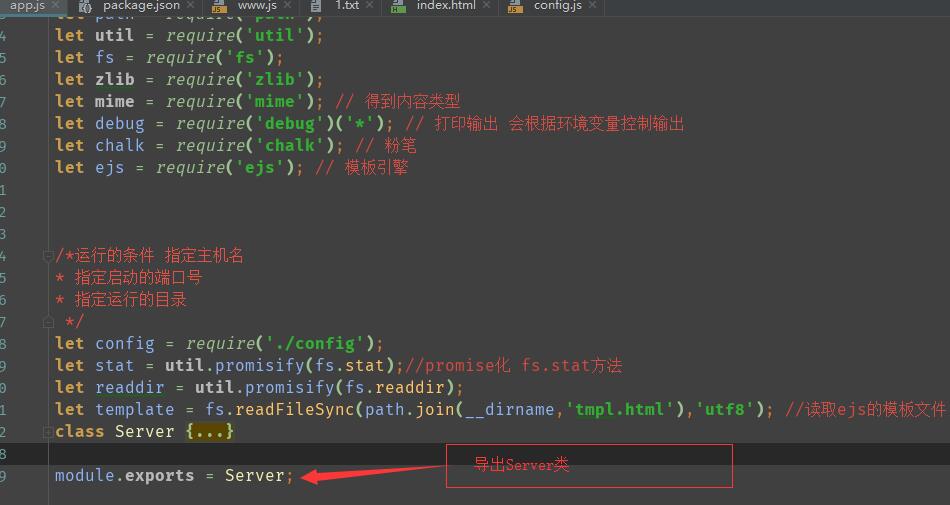 app.js package.json www.js 1.txt index.html config.js
let path = require('path');
4 let util = require('util');
5 let fs = require('fs');
6 let zlib = require('zlib');
7 let mime = require('mime'); // 得到内容类型
8 let debug = require('debug')('*'); // 打印输出 会根据环境变量控制输出
9 let chalk = require('chalk'); // 粉笔
0 let ejs = require('ejs'); // 模板引擎
1
2
3
4 /*运行的条件 指定主机名
5 * 指定启动的端口号
6 * 指定运行的目录
7 */
8 let config = require('./config');
9 let stat = util.promisify(fs.stat);//promise化 fs.stat方法
0 let readdir = util.promisify(fs.readdir);
1 let template = fs.readFileSync(path.join(__dirname,'tmpl.html'),'utf8'); //读取ejs的模板文件
2 class Server {...}
8
9 module.exports = Server;
导出Server类